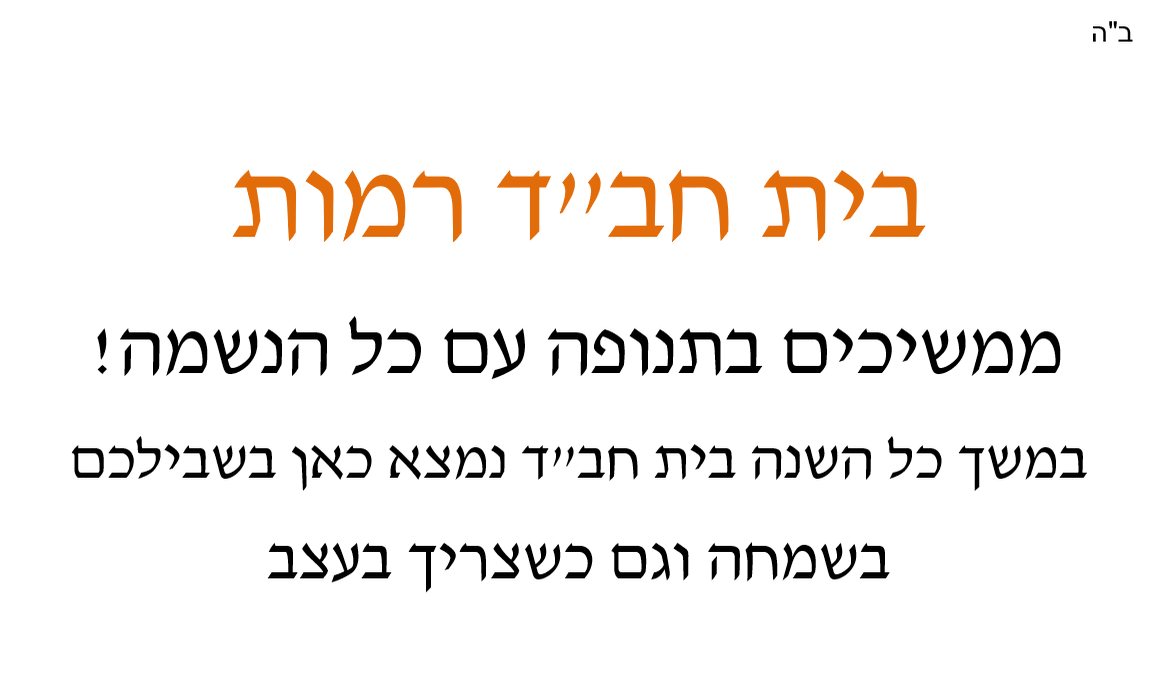 ב"ה
בית חב״ד רמות
ממשיכים בתנופה עם כל הנשמה!
במשך כל השנה בית חב״ד נמצא כאן בשבילכם
בשמחה וגם כשצריך בעצב